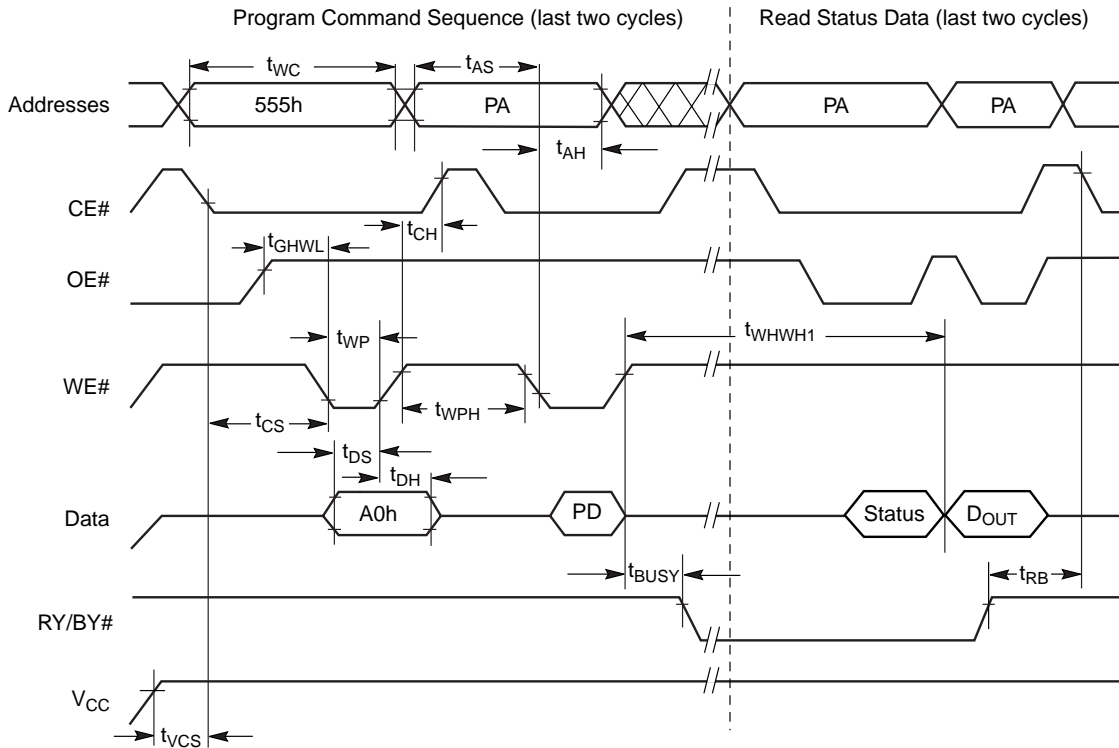 Program Command Sequence (last two cycles)
Read Status Data (last two cycles)
tWC
tAS
Addresses
555h
PA
PA
PA
tAH
CE#
tCH
tGHWL
OE#
tWP
tWHWH1
WE#
tWPH
tCS
tDS
tDH
Data
A0h
PD
Status
DOUT
tBUSY
tRB
RY/BY#
VCC
tVCS